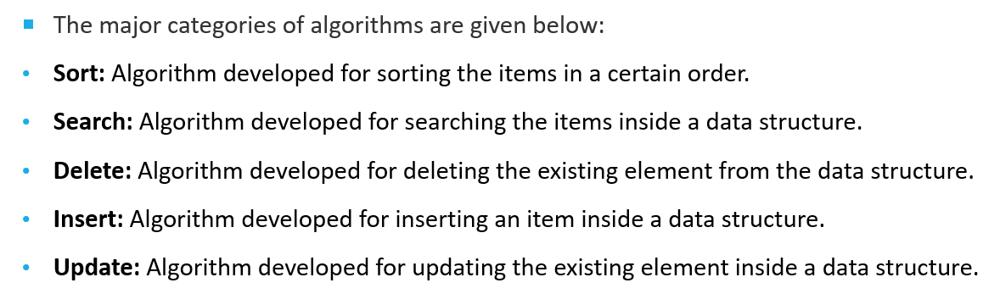 The major categories of algorithms are given below:
Sort: Algorithm developed for sorting the items in a certain order.
Search: Algorithm developed for searching the items inside a data structure.
Delete: Algorithm developed for deleting the existing element from the data structure.
Insert: Algorithm developed for inserting an item inside a data structure.
Update: Algorithm developed for updating the existing element inside a data structure.